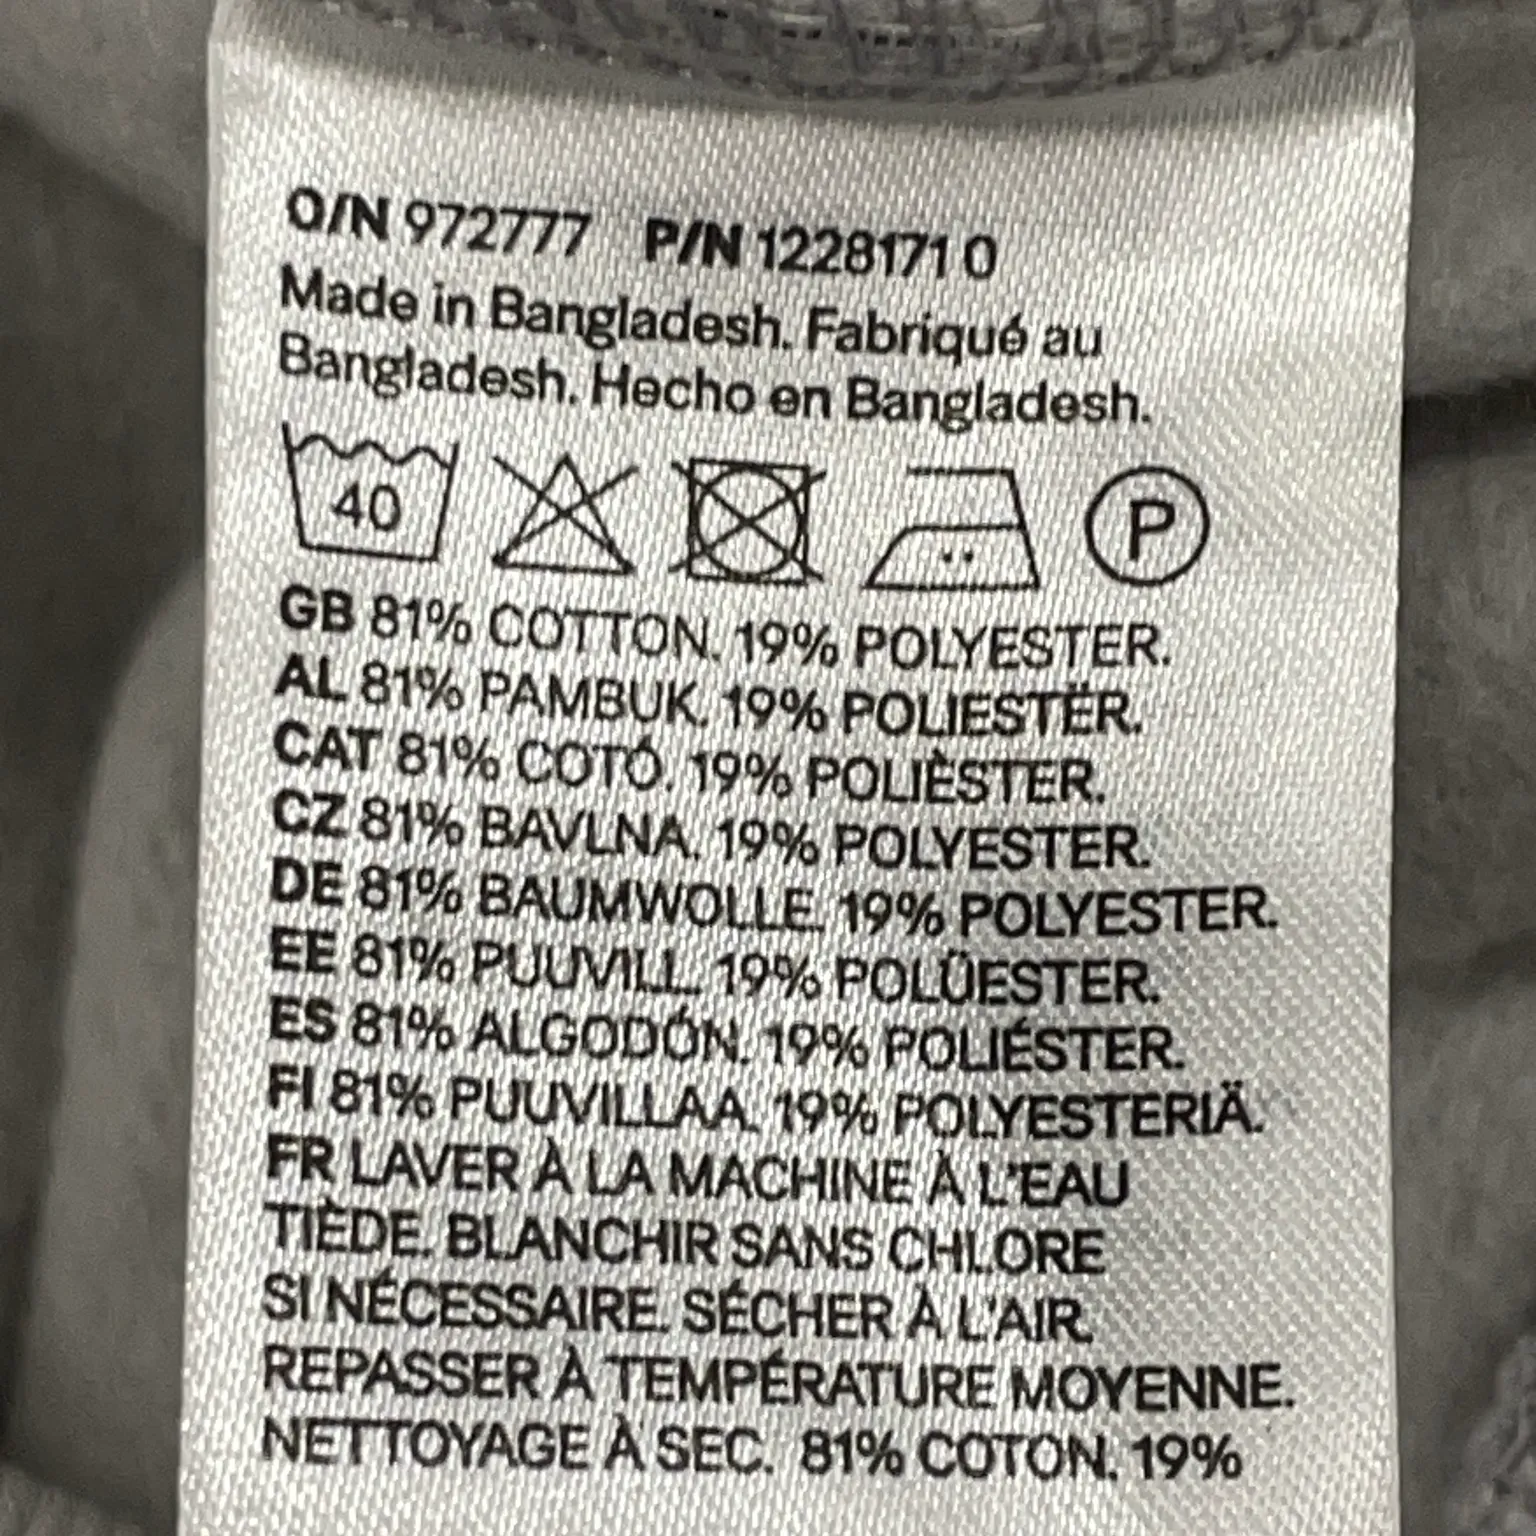 O/N 972777 P/N 1228171 0
Made in Bangladesh. Fabriqué au
Bangladesh. Hecho en Bangladesh.
40 P
GB 81% COTTON. 19% POLYESTER.
AL 81% PAMBUK. 19% POLIESTËR.
CAT 81% COTÓ. 19% POLIÈSTER.
CZ 81% BAVLNA. 19% POLYESTER.
DE 81% BAUMWOLLE. 19% POLYESTER.
EE 81% PUUVILL. 19% POLÜESTER.
ES 81% ALGODÓN. 19% POLIÉSTER.
FI 81% PUUVILLAA. 19% POLYESTERIÄ.
FR LAVER À LA MACHINE À L'EAU
TIÈDE. BLANCHIR SANS CHLORE
SI NÉCESSAIRE. SÉCHER À L'AIR.
REPASSER À TEMPÉRATURE MOYENNE.
NETTOYAGE À SEC. 81% COTON. 19%